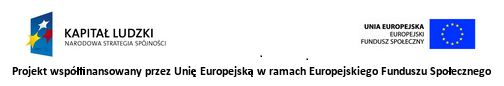 KAPITAŁ LUDZKI
NARODOWA STRATEGIA SPÓJNOŚCI
UNIA EUROPEJSKA
EUROPEJSKI
FUNDUSZ SPOŁECZNY
Projekt współfinansowany przez Unię Europejską w ramach Europejskiego Funduszu Społecznego